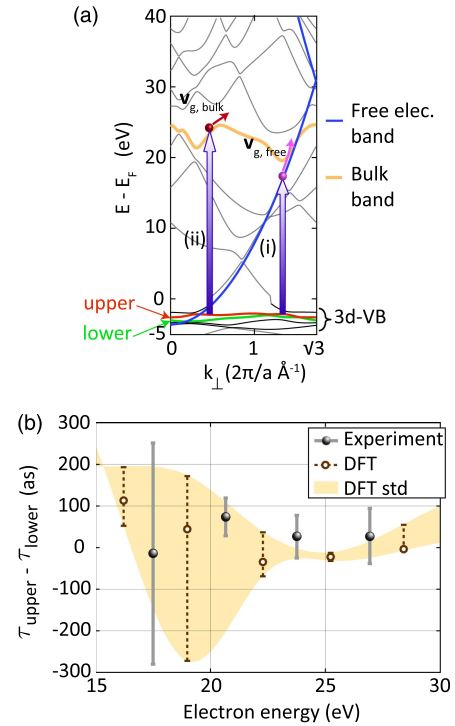 (a)
40
30
20
10
0
-5
E - E_F (eV)
v_g, bulk
v_g, free
(ii)
(i)
Free elec.
band
Bulk
band
upper
lower
3d-VB
0 1 √3
k⊥(2π/a Å⁻¹)
(b)
300
200
100
0
-100
-200
-300
τ_upper - τ_lower (as)
Experiment
DFT
DFT std
15 20 25 30
Electron energy (eV)